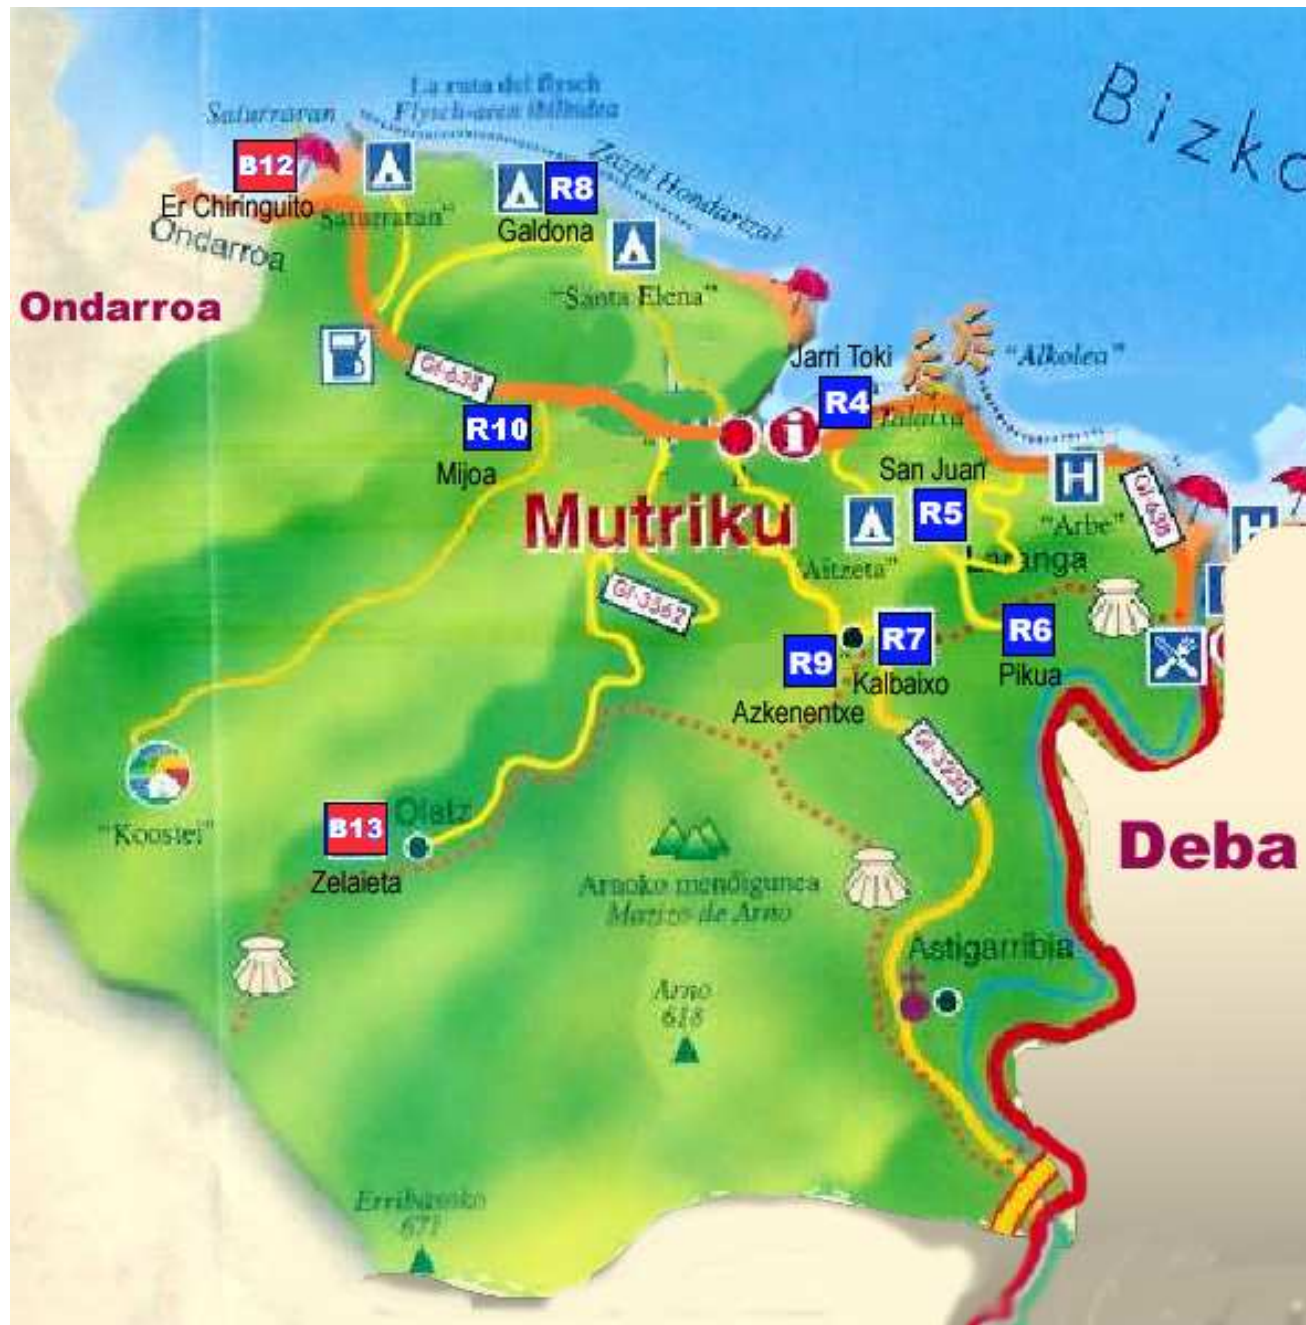 La ruta del flysch
Flysch-aren ibilbidea
Saturraran
Bizko
B12
R8
Zazpi Hondartzak
Er Chiringuito
"Saturraran"
Galdona
Ondarroa
"Santa Elena"
Ondarroa
Jarri Toki
"Alkolea"
GI-638
R4
R10
Mijoa
San Juan
H
GI-638
Mutriku
R5
"Arbe"
H
"Aitzeta"
Laranga
GI-3562
R7
R6
R9
Kalbaixo
Pikua
Azkenentxe
GI-3230
"Koostei"
B13
Olatz
Deba
Zelaieta
Arnoko mendigunea
Macizo de Arno
Astigarribia
Arno
618
671